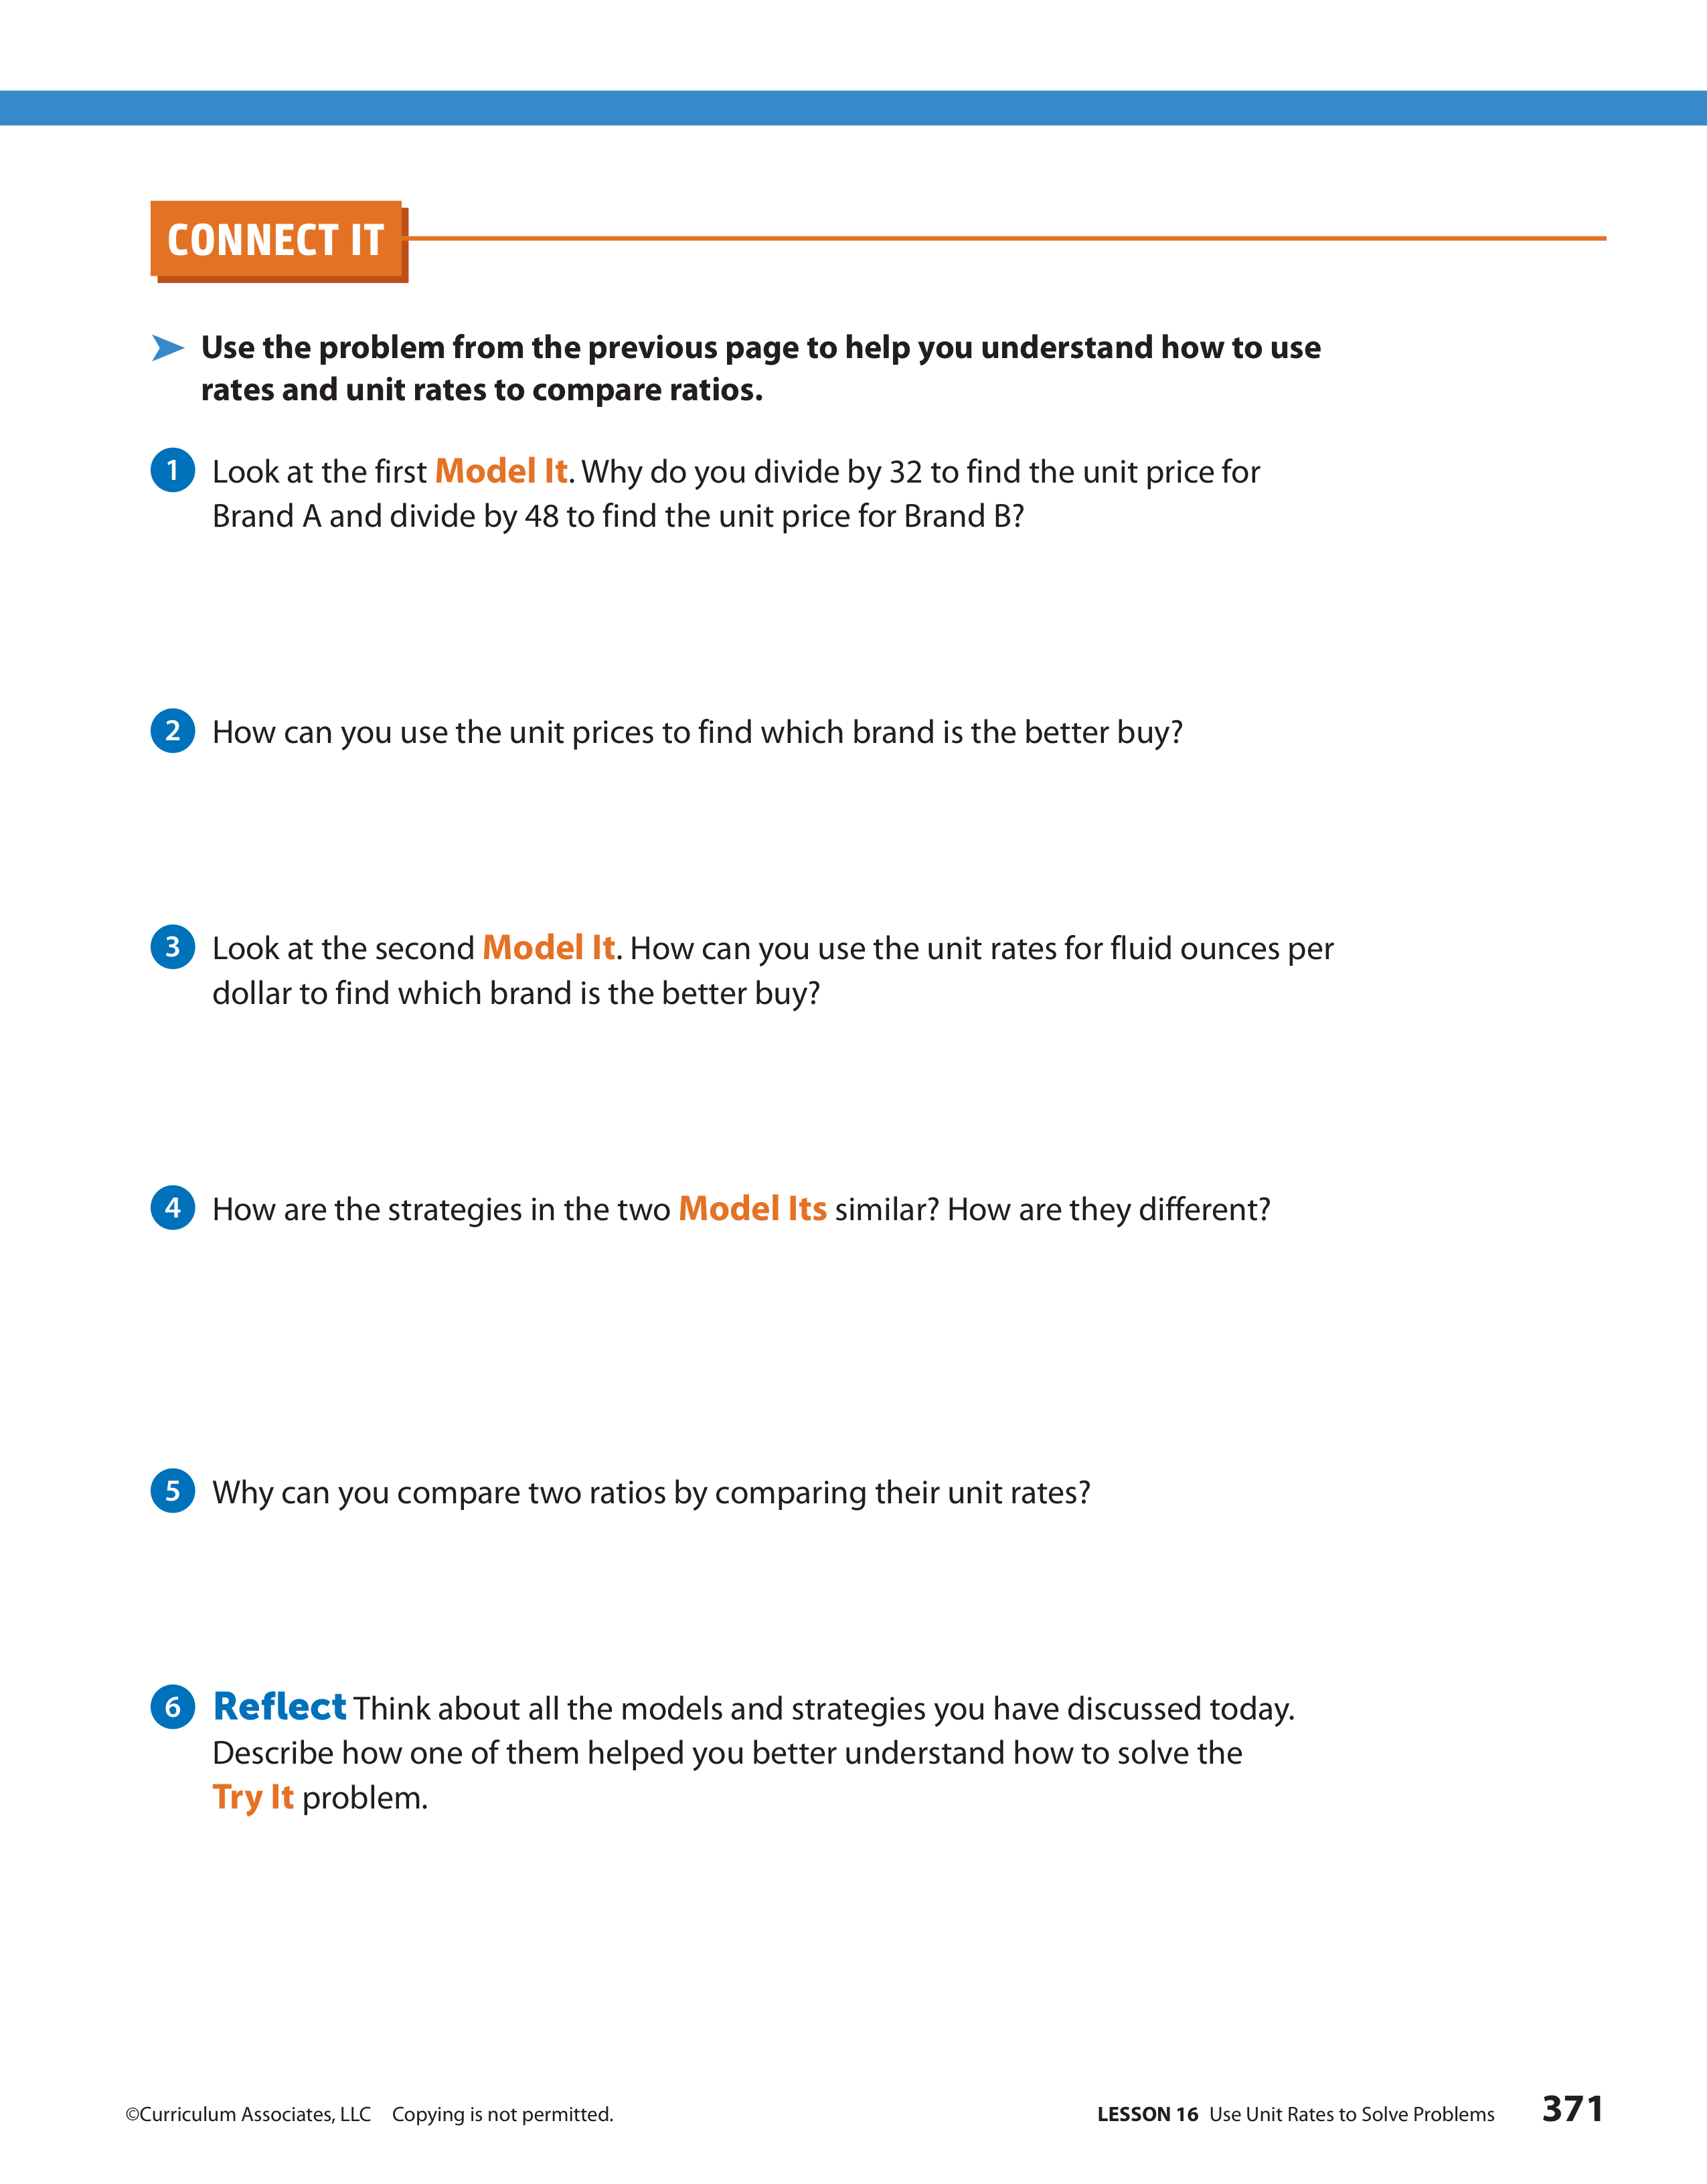 CONNECT IT
➤ Use the problem from the previous page to help you understand how to use
rates and unit rates to compare ratios.
1 Look at the first Model It. Why do you divide by 32 to find the unit price for
Brand A and divide by 48 to find the unit price for Brand B?
2 How can you use the unit prices to find which brand is the better buy?
3 Look at the second Model It. How can you use the unit rates for fluid ounces per
dollar to find which brand is the better buy?
4 How are the strategies in the two Model Its similar? How are they different?
5 Why can you compare two ratios by comparing their unit rates?
6 Reflect Think about all the models and strategies you have discussed today.
Describe how one of them helped you better understand how to solve the
Try It problem.
©Curriculum Associates, LLC Copying is not permitted.
LESSON 16 Use Unit Rates to Solve Problems 371